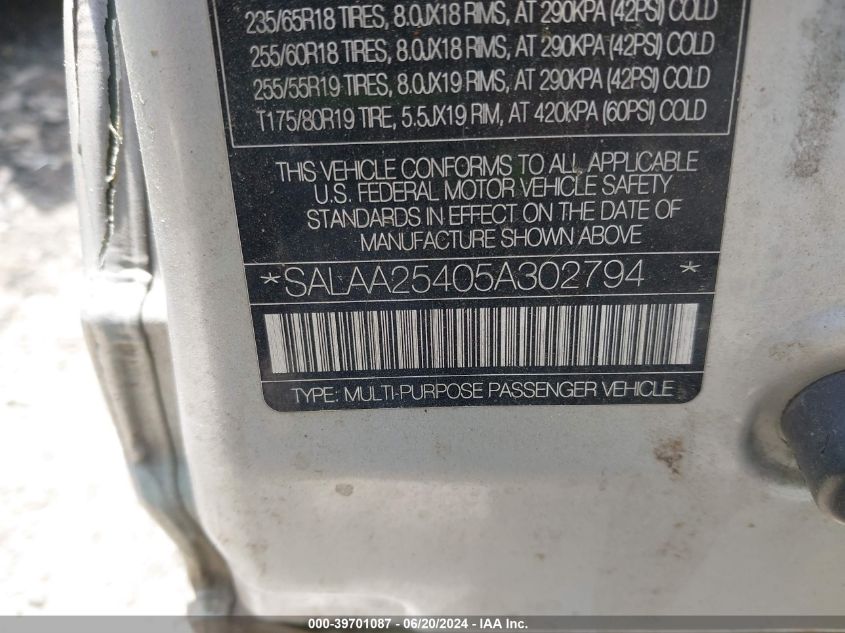 235/65R18 TIRES, 8.0JX18 RIMS, AT 290KPA (42PSI) COLD
255/60R18 TIRES, 8.0JX18 RIMS, AT 290KPA (42PSI) COLD
255/55R19 TIRES, 8.0JX19 RIMS, AT 290KPA (42PSI) COLD
T175/80R19 TIRE, 5.5JX19 RIM, AT 420KPA (60PSI) COLD
THIS VEHICLE CONFORMS TO ALL APPLICABLE
U.S. FEDERAL MOTOR VEHICLE SAFETY
STANDARDS IN EFFECT ON THE DATE OF
MANUFACTURE SHOWN ABOVE
*SALAA25405A302794 *
TYPE: MULTI-PURPOSE PASSENGER VEHICLE
000-39701087 - 06/20/2024 - IAA Inc.